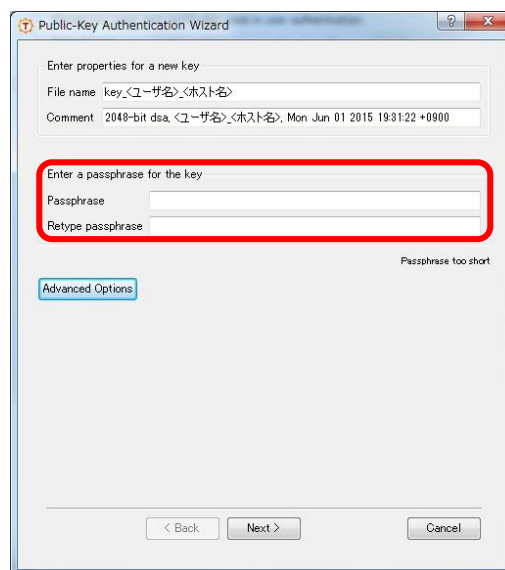 Public-Key Authentication Wizard
Enter properties for a new key
File name key_<ユーザ名>_<ホスト名>
Comment 2048-bit dsa, <ユーザ名>_<ホスト名>, Mon Jun 01 2015 19:31:22 +0900
Enter a passphrase for the key
Passphrase
Retype passphrase
Passphrase too short
Advanced Options
< Back Next > Cancel